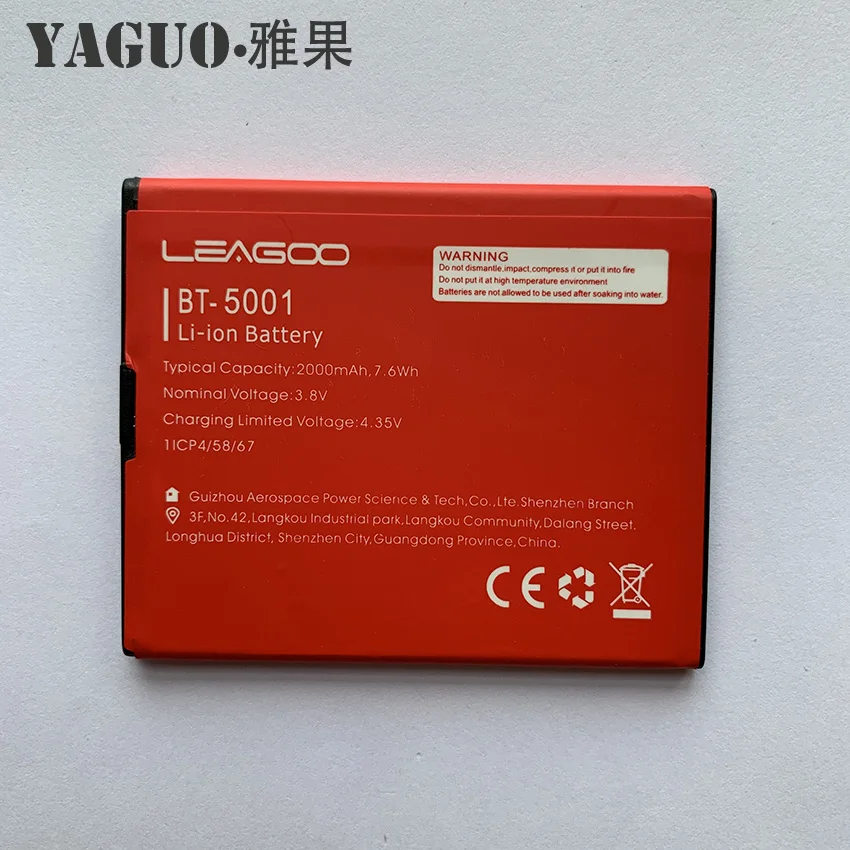 YAGUO·雅果
LEAGOO
WARNING
Do not dismantle,impact,compress it or put it into fire
Do not put it at high temperature environment
Batteries are not allowed to be used after soaking into water.
BT-5001
Li-ion Battery
Typical Capacity:2000mAh,7.6Wh
Nominal Voltage:3.8V
Charging Limited Voltage:4.35V
1ICP4/58/67
Guizhou Aerospace Power Science & Tech,Co.,Lte.Shenzhen Branch
3F,No.42,Langkou Industrial park,Langkou Community,Dalang Street.
Longhua District, Shenzhen City,Guangdong Province,China.
CE